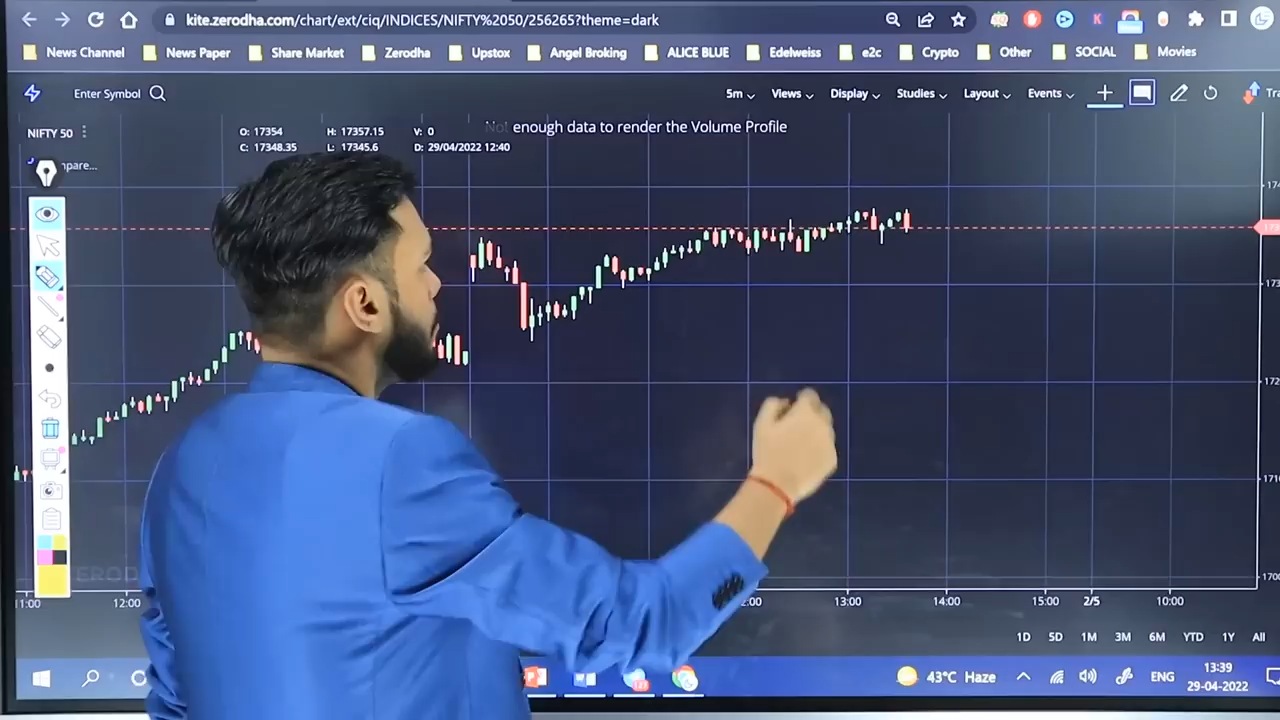 kite.zerodha.com/chart/ext/ciq/INDICES/NIFTY%2050/256265?theme=dark
News Channel News Paper Share Market Zerodha Upstox Angel Broking ALICE BLUE Edelweiss e2c Crypto Other SOCIAL Movies
Enter Symbol 5m Views Display Studies Layout Events Tra
NIFTY 50 O: 17354 H: 17357.15 V: 0 Not enough data to render the Volume Profile
C: 17348.35 L: 17345.6 D: 29/04/2022 12:40
pare...
11:00 12:00 13:00 14:00 15:00 2/5 10:00
1D 5D 1M 3M 6M YTD 1Y All
43°C Haze ENG 13:39
29-04-2022